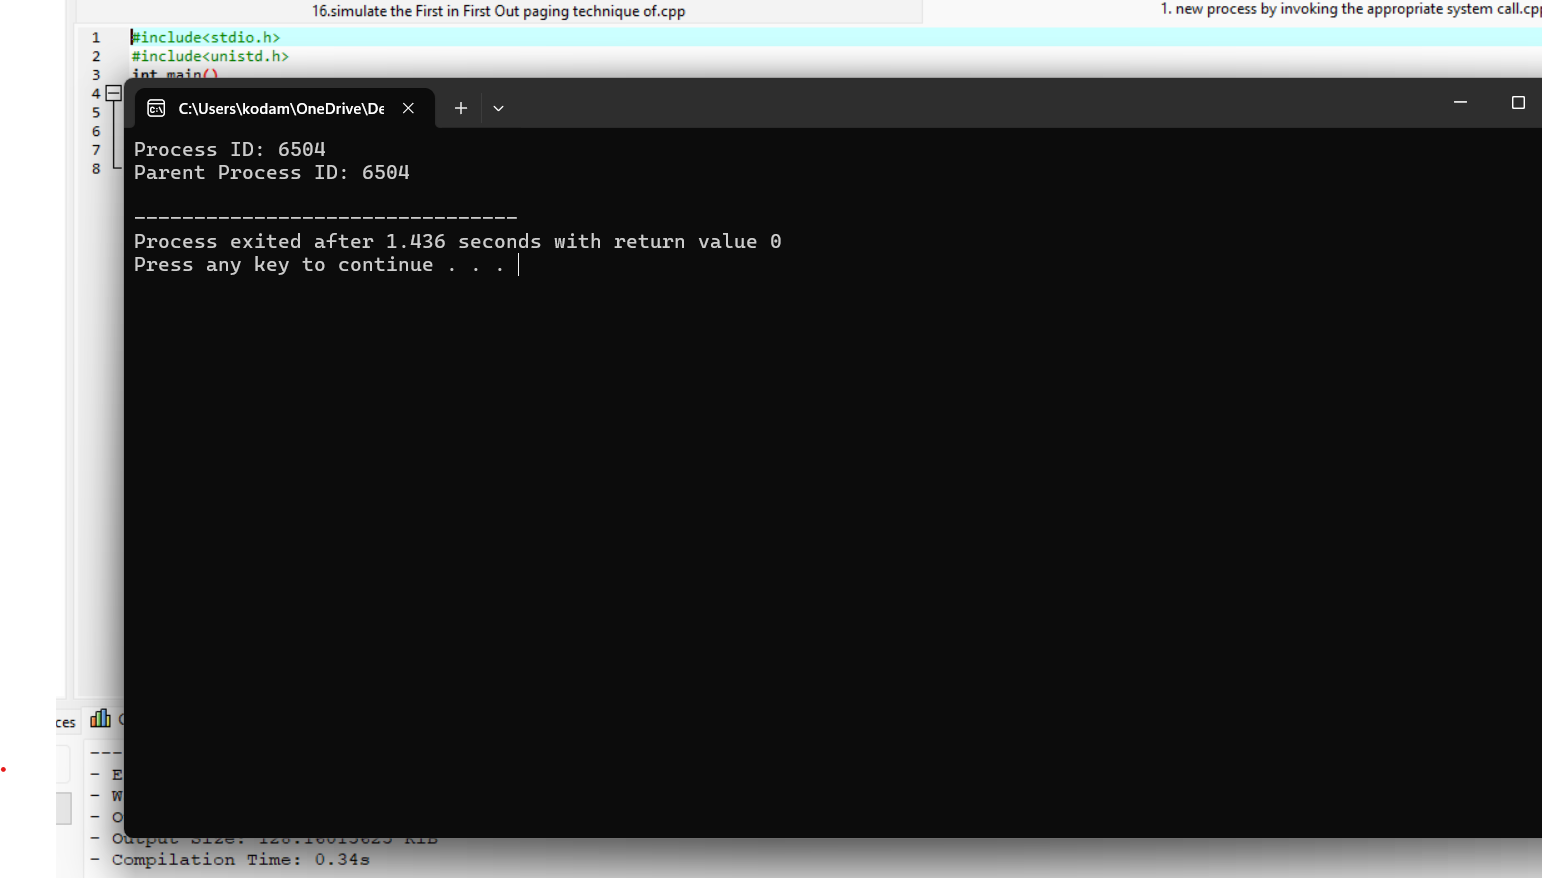 16.simulate the First in First Out paging technique of.cpp
1. new process by invoking the appropriate system call.cpp
1 #include<stdio.h>
2 #include<unistd.h>
3 int main()
4
5
6
7
8
C:\Users\kodam\OneDrive\De
Process ID: 6504
Parent Process ID: 6504
--------------------------------
Process exited after 1.436 seconds with return value 0
Press any key to continue . . .
ces
- E
- W
- O
- Output Size: 128.16015625 KiB
- Compilation Time: 0.34s